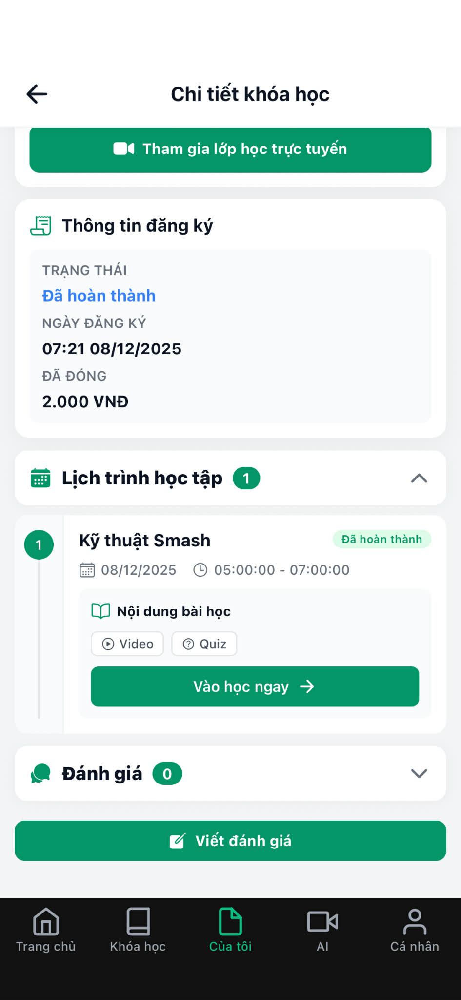 Chi tiết khóa học
Tham gia lớp học trực tuyến
Thông tin đăng ký
TRẠNG THÁI
Đã hoàn thành
NGÀY ĐĂNG KÝ
07:21 08/12/2025
ĐÃ ĐÓNG
2.000 VNĐ
Lịch trình học tập 1
1 Kỹ thuật Smash Đã hoàn thành
08/12/2025 05:00:00 - 07:00:00
Nội dung bài học
Video Quiz
Vào học ngay →
Đánh giá 0
Viết đánh giá
Trang chủ Khóa học Của tôi AI Cá nhân